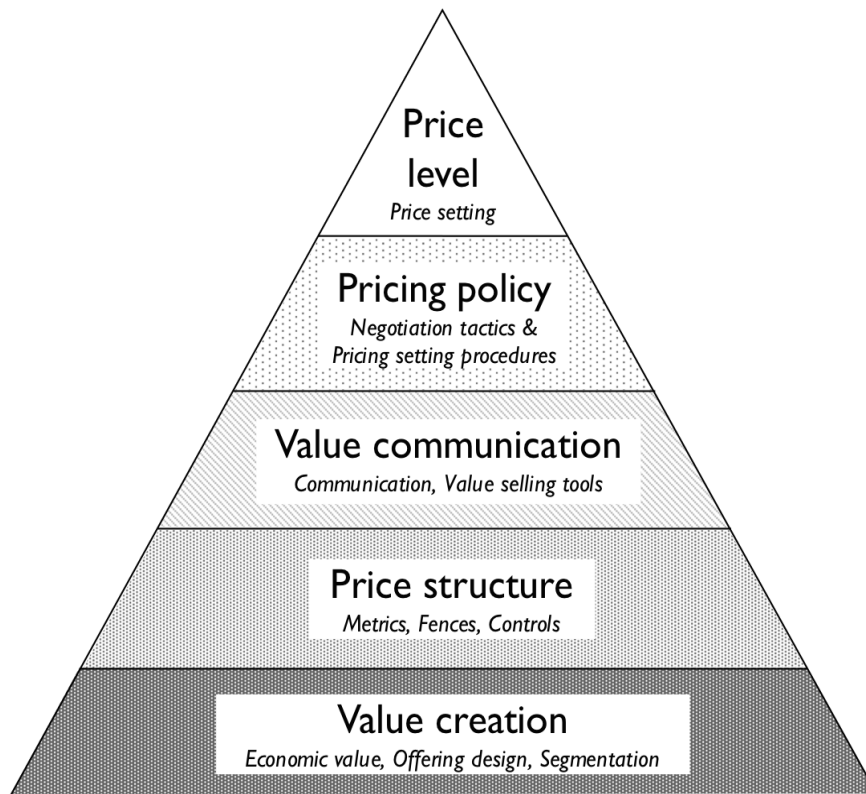 Price
level
Price setting
Pricing policy
Negotiation tactics &
Pricing setting procedures
Value communication
Communication, Value selling tools
Price structure
Metrics, Fences, Controls
Value creation
Economic value, Offering design, Segmentation